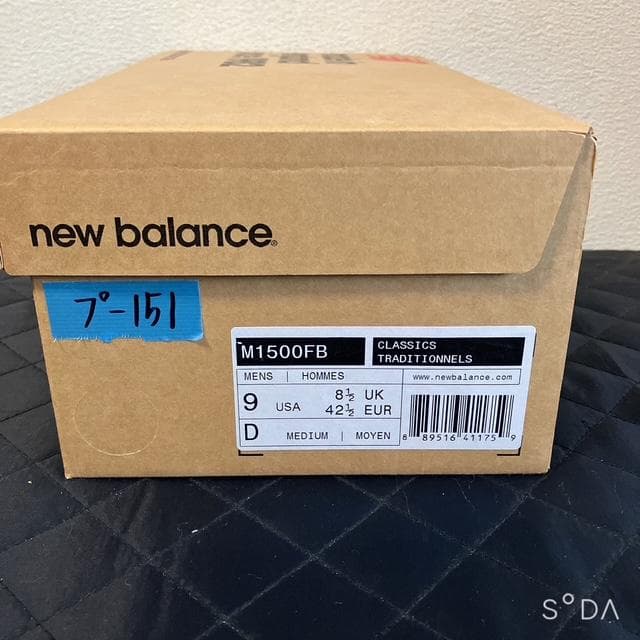 new balance
プ-151
M1500FB
CLASSICS
TRADITIONNELS
MENS | HOMMES
www.newbalance.com
9 USA
8½ UK
42½ EUR
D MEDIUM | MOYEN
8 89516 41175 9
SODA